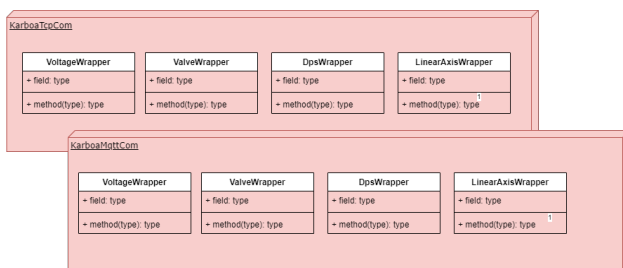 KarboaTcpCom
VoltageWrapper ValveWrapper DpsWrapper LinearAxisWrapper
+ field: type + field: type + field: type + field: type
+ method(type): type + method(type): type + method(type): type + method(type): type
1
KarboaMqttCom
VoltageWrapper ValveWrapper DpsWrapper LinearAxisWrapper
+ field: type + field: type + field: type + field: type
+ method(type): type + method(type): type + method(type): type + method(type): type
1